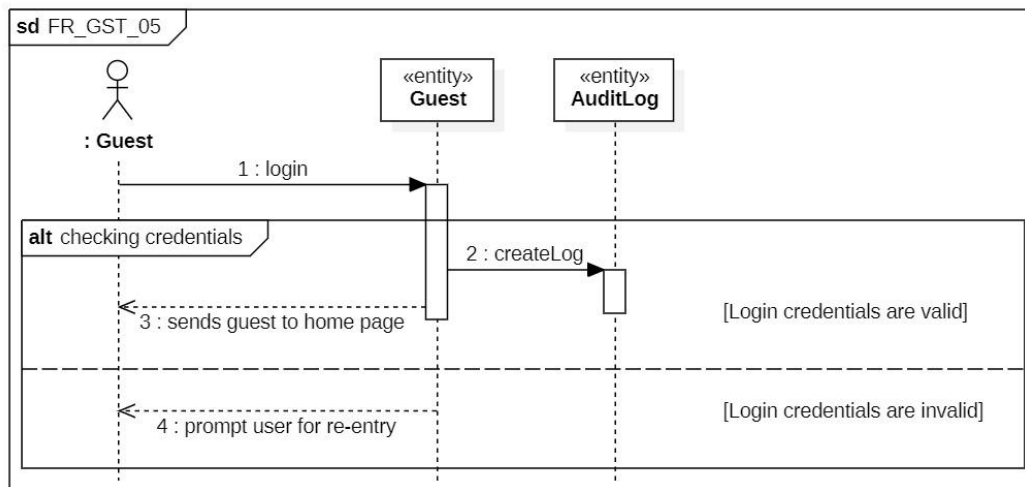 sd FR_GST_05
: Guest
«entity»
Guest
«entity»
AuditLog
1 : login
alt checking credentials
2 : createLog
3 : sends guest to home page
[Login credentials are valid]
4 : prompt user for re-entry
[Login credentials are invalid]